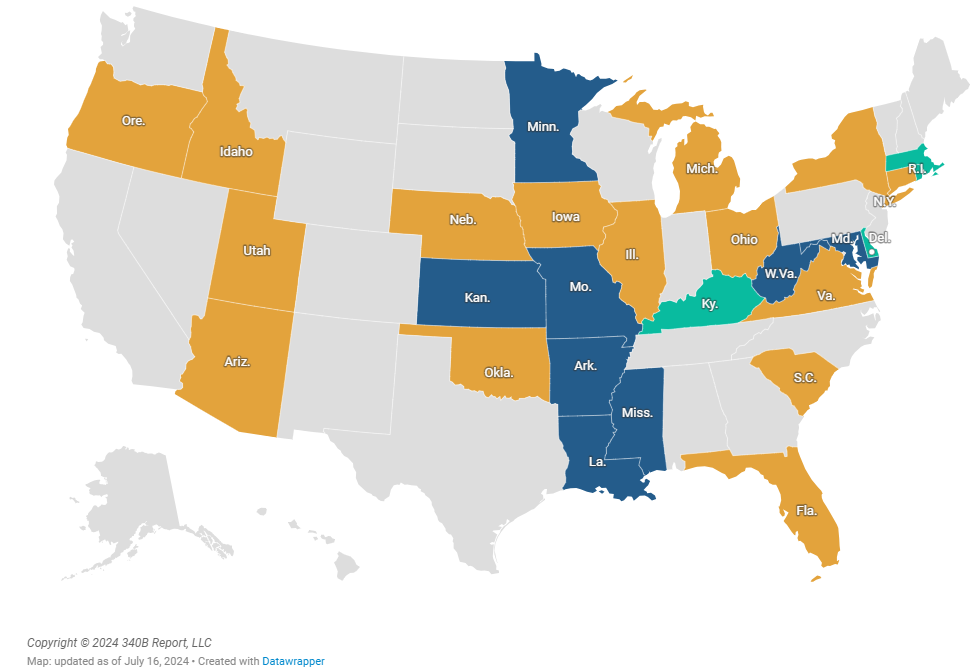 Minn.
Ore.
Idaho
Mich.
R.I.
N.Y.
Neb.
Iowa
Utah
Ill.
Ohio
Md.
Del.
W.Va.
Kan.
Mo.
Va.
Ky.
Ariz.
Okla.
Ark.
S.C.
Miss.
La.
Fla.
Copyright © 2024 340B Report, LLC
Map: updated as of July 16, 2024 • Created with Datawrapper